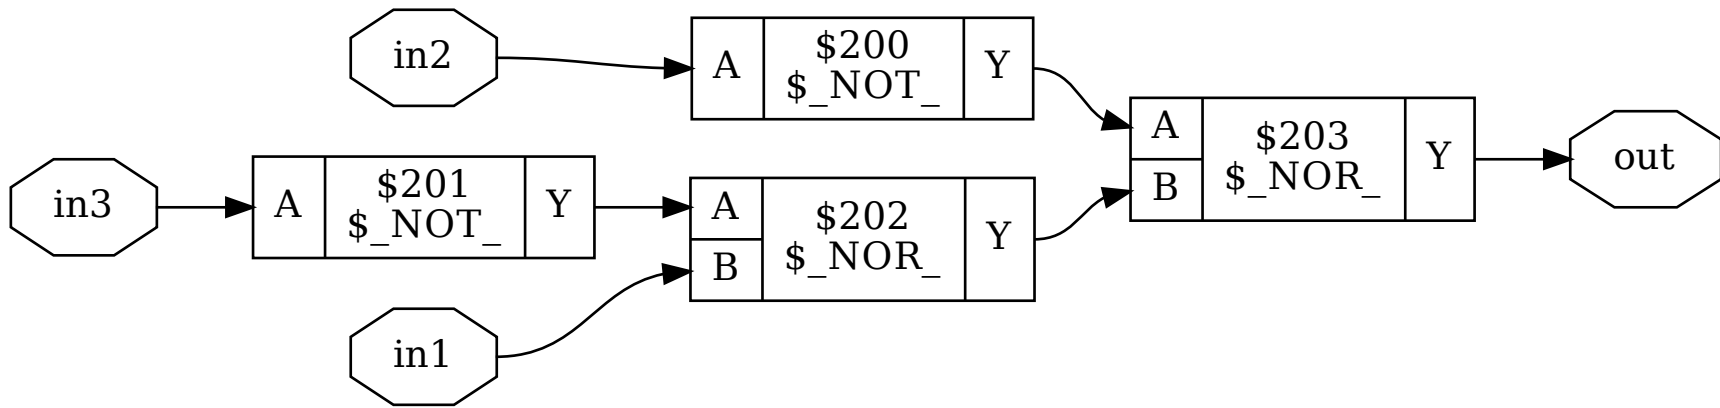 in2
A
$200
$_NOT_
Y
in3
A
$201
$_NOT_
Y
in1
A
B
$202
$_NOR_
Y
A
B
$203
$_NOR_
Y
out